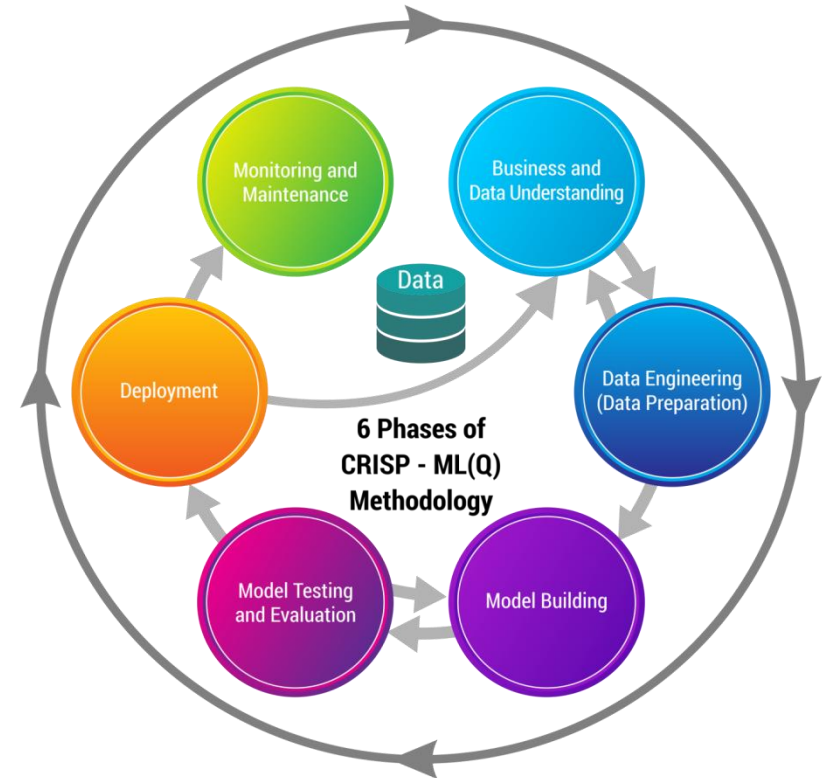 Monitoring and
Maintenance
Business and
Data Understanding
Data
Deployment
Data Engineering
(Data Preparation)
6 Phases of
CRISP - ML(Q)
Methodology
Model Testing
and Evaluation
Model Building